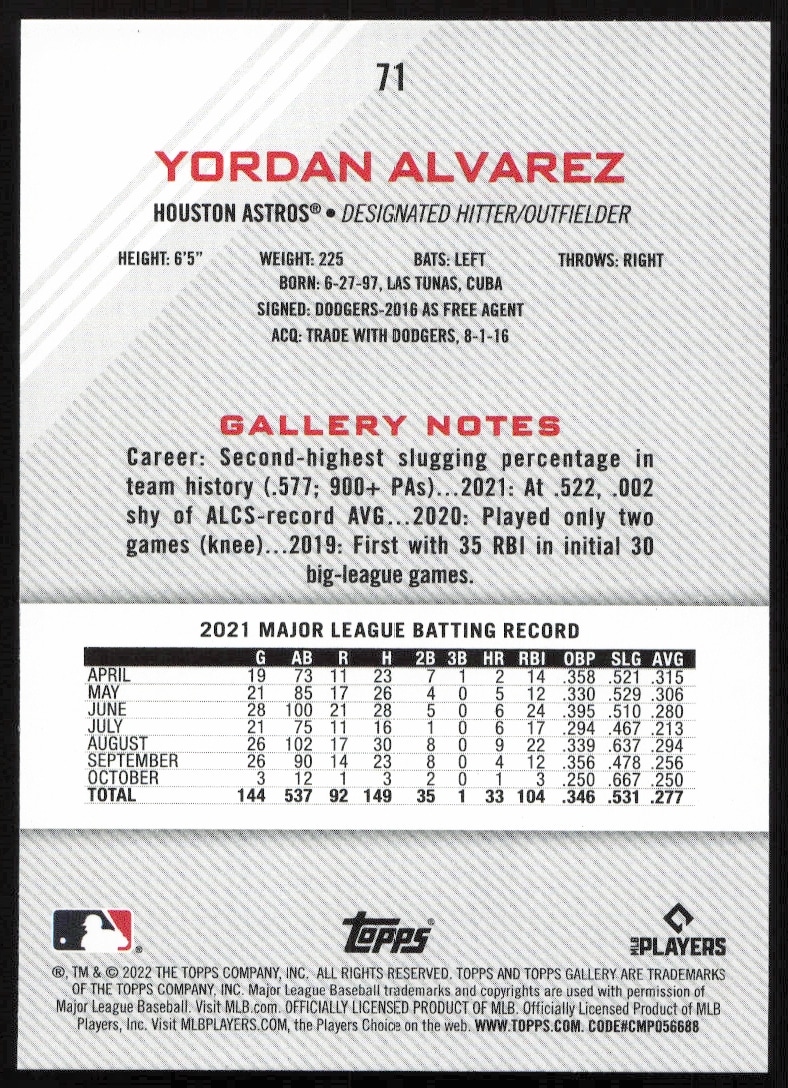 71
YORDAN ALVAREZ
HOUSTON ASTROS® • DESIGNATED HITTER/OUTFIELDER
HEIGHT: 6'5" WEIGHT: 225 BATS: LEFT THROWS: RIGHT
BORN: 6-27-97, LAS TUNAS, CUBA
SIGNED: DODGERS-2016 AS FREE AGENT
ACQ: TRADE WITH DODGERS, 8-1-16
GALLERY NOTES
Career: Second-highest slugging percentage in
team history (.577; 900+ PAs)...2021: At .522, .002
shy of ALCS-record AVG...2020: Played only two
games (knee)...2019: First with 35 RBI in initial 30
big-league games.
2021 MAJOR LEAGUE BATTING RECORD
G AB R H 2B 3B HR RBI OBP SLG AVG
APRIL 19 73 11 23 7 1 2 14 .358 .521 .315
MAY 21 85 17 26 4 0 5 12 .330 .529 .306
JUNE 28 100 21 28 5 0 6 24 .395 .510 .280
JULY 21 75 11 16 1 0 6 17 .294 .467 .213
AUGUST 26 102 17 30 8 0 9 22 .339 .637 .294
SEPTEMBER 26 90 14 23 8 0 4 12 .356 .478 .256
OCTOBER 3 12 1 3 2 0 1 3 .250 .667 .250
TOTAL 144 537 92 149 35 1 33 104 .346 .531 .277
®
Topps®
MLB PLAYERS
®, TM & © 2022 THE TOPPS COMPANY, INC. ALL RIGHTS RESERVED. TOPPS AND TOPPS GALLERY ARE TRADEMARKS
OF THE TOPPS COMPANY, INC. Major League Baseball trademarks and copyrights are used with permission of
Major League Baseball. Visit MLB.com. OFFICIALLY LICENSED PRODUCT OF MLB. Officially Licensed Product of MLB
Players, Inc. Visit MLBPLAYERS.COM, the Players Choice on the web. WWW.TOPPS.COM. CODE#CMP056688